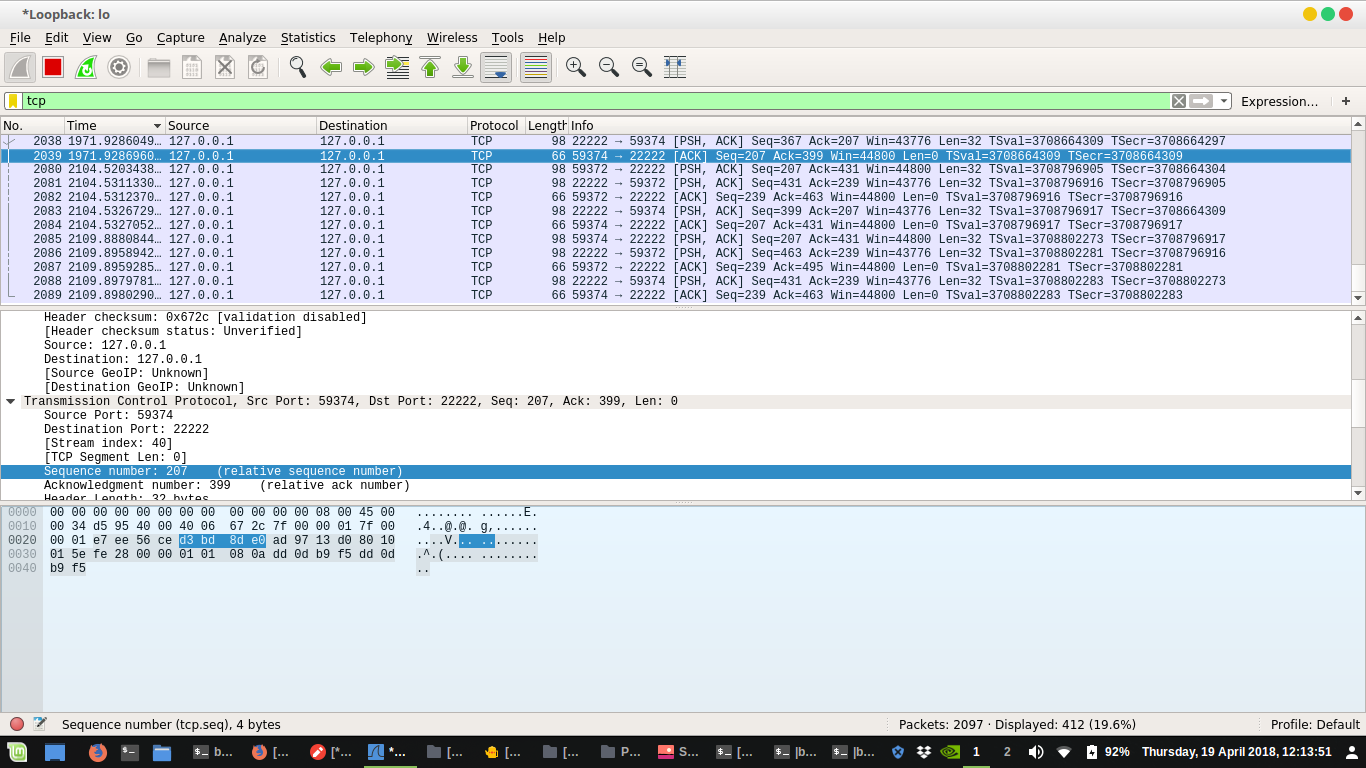 *Loopback: lo
File Edit View Go Capture Analyze Statistics Telephony Wireless Tools Help
tcp Expression… +
No. Time Source Destination Protocol Length Info
2038 1971.9286049… 127.0.0.1 127.0.0.1 TCP 98 22222 → 59374 [PSH, ACK] Seq=367 Ack=207 Win=43776 Len=32 TSval=3708664309 TSecr=3708664297
2039 1971.9286960… 127.0.0.1 127.0.0.1 TCP 66 59374 → 22222 [ACK] Seq=207 Ack=399 Win=44800 Len=0 TSval=3708664309 TSecr=3708664309
2080 2104.5203438… 127.0.0.1 127.0.0.1 TCP 98 59372 → 22222 [PSH, ACK] Seq=207 Ack=431 Win=44800 Len=32 TSval=3708796905 TSecr=3708664304
2081 2104.5311330… 127.0.0.1 127.0.0.1 TCP 98 22222 → 59372 [PSH, ACK] Seq=431 Ack=239 Win=43776 Len=32 TSval=3708796916 TSecr=3708796905
2082 2104.5312370… 127.0.0.1 127.0.0.1 TCP 66 59372 → 22222 [ACK] Seq=239 Ack=463 Win=44800 Len=0 TSval=3708796916 TSecr=3708796916
2083 2104.5326729… 127.0.0.1 127.0.0.1 TCP 98 22222 → 59374 [PSH, ACK] Seq=399 Ack=207 Win=43776 Len=32 TSval=3708796917 TSecr=3708664309
2084 2104.5327052… 127.0.0.1 127.0.0.1 TCP 66 59374 → 22222 [ACK] Seq=207 Ack=431 Win=44800 Len=0 TSval=3708796917 TSecr=3708796917
2085 2109.8880844… 127.0.0.1 127.0.0.1 TCP 98 59374 → 22222 [PSH, ACK] Seq=207 Ack=431 Win=44800 Len=32 TSval=3708802273 TSecr=3708796917
2086 2109.8958942… 127.0.0.1 127.0.0.1 TCP 98 22222 → 59372 [PSH, ACK] Seq=463 Ack=239 Win=43776 Len=32 TSval=3708802281 TSecr=3708796916
2087 2109.8959285… 127.0.0.1 127.0.0.1 TCP 66 59372 → 22222 [ACK] Seq=239 Ack=495 Win=44800 Len=0 TSval=3708802281 TSecr=3708802281
2088 2109.8979781… 127.0.0.1 127.0.0.1 TCP 98 22222 → 59374 [PSH, ACK] Seq=431 Ack=239 Win=43776 Len=32 TSval=3708802283 TSecr=3708802273
2089 2109.8980290… 127.0.0.1 127.0.0.1 TCP 66 59374 → 22222 [ACK] Seq=239 Ack=463 Win=44800 Len=0 TSval=3708802283 TSecr=3708802283
Header checksum: 0x672c [validation disabled]
[Header checksum status: Unverified]
Source: 127.0.0.1
Destination: 127.0.0.1
[Source GeoIP: Unknown]
[Destination GeoIP: Unknown]
Transmission Control Protocol, Src Port: 59374, Dst Port: 22222, Seq: 207, Ack: 399, Len: 0
Source Port: 59374
Destination Port: 22222
[Stream index: 40]
[TCP Segment Len: 0]
Sequence number: 207 (relative sequence number)
Acknowledgment number: 399 (relative ack number)
Header Length: 32 bytes
0000 00 00 00 00 00 00 00 00 00 00 00 00 08 00 45 00 ........ ......E.
0010 00 34 d5 95 40 00 40 06 67 2c 7f 00 00 01 7f 00 .4..@.@. g,......
0020 00 01 e7 ee 56 ce d3 bd 8d e0 ad 97 13 d0 80 10 ....V... ........
0030 01 5e fe 28 00 00 01 01 08 0a dd 0d b9 f5 dd 0d .^.(.... ........
0040 b9 f5 ..
Sequence number (tcp.seq), 4 bytes Packets: 2097 · Displayed: 412 (19.6%) Profile: Default
b… [… [*… *… [… [… [… P… S… [… |b… |b… 1 2 92% Thursday, 19 April 2018, 12:13:51